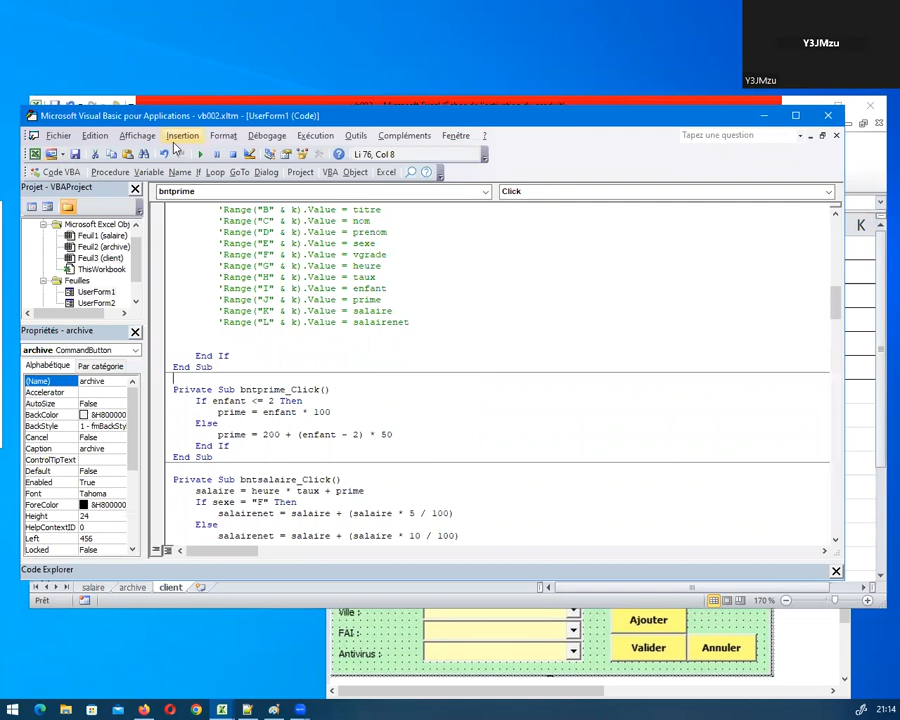 Y3JMzu
Y3JMzu
Microsoft Visual Basic pour Applications - vb002.xltm - [UserForm1 (Code)]
Fichier Edition Affichage Insertion Format Débogage Exécution Outils Compléments Fenêtre ? Tapez une question
Li 76, Col 8
Code VBA Procedure Variable Name If Loop GoTo Dialog Project VBA Object Excel
Projet - VBAProject
bntprime
Click
Microsoft Excel Obj
Feuil1 (salaire)
Feuil2 (archive)
Feuil3 (client)
ThisWorkbook
Feuilles
UserForm1
UserForm2
Propriétés - archive
archive CommandButton
Alphabétique Par catégorie
(Name) archive
Accelerator
AutoSize False
BackColor &H800000
BackStyle 1 - fmBackSty
Cancel False
Caption archive
ControlTipText
Default False
Enabled True
Font Tahoma
ForeColor &H800000
Height 24
HelpContextID 0
Left 456
Locked False
'Range("B" & k).Value = titre
'Range("C" & k).Value = nom
'Range("D" & k).Value = prenom
'Range("E" & k).Value = sexe
'Range("F" & k).Value = vgrade
'Range("G" & k).Value = heure
'Range("H" & k).Value = taux
'Range("I" & k).Value = enfant
'Range("J" & k).Value = prime
'Range("K" & k).Value = salaire
'Range("L" & k).Value = salairenet
End If
End Sub
Private Sub bntprime_Click()
If enfant <= 2 Then
prime = enfant * 100
Else
prime = 200 + (enfant - 2) * 50
End If
End Sub
Private Sub bntsalaire_Click()
salaire = heure * taux + prime
If sexe = "F" Then
salairenet = salaire + (salaire * 5 / 100)
Else
salairenet = salaire + (salaire * 10 / 100)
K
Code Explorer
salaire archive client
Prêt
170 %
Ville :
FAI :
Antivirus :
Ajouter
Valider
Annuler
21:14